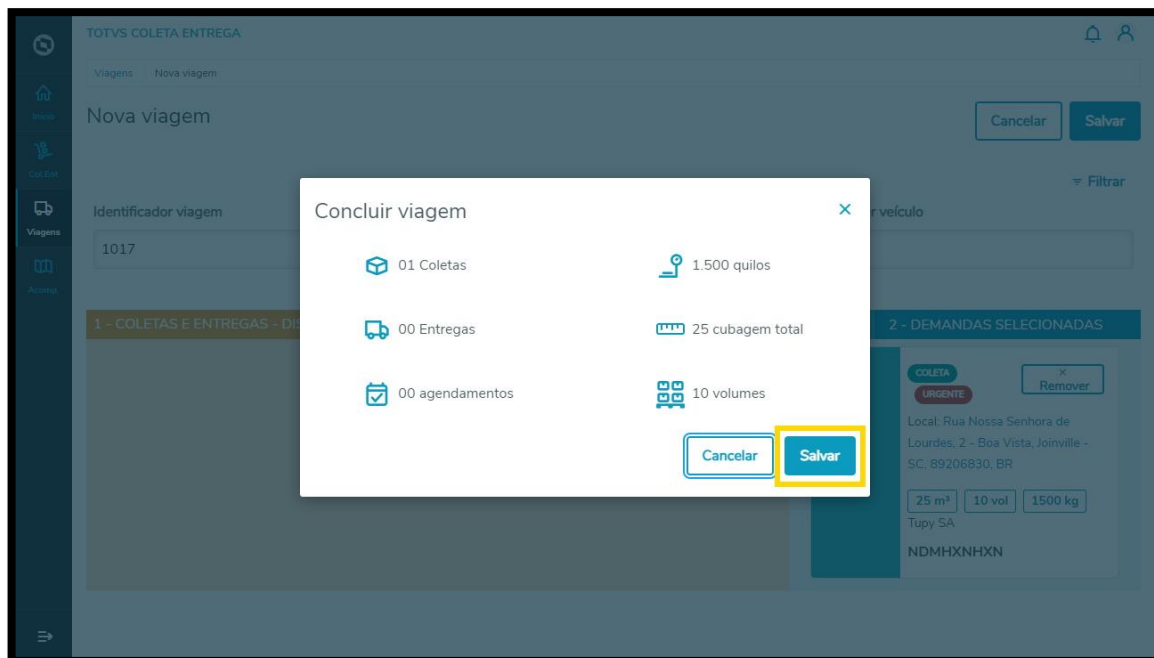 TOTVS COLETA ENTREGA
Viagens Nova viagem
Nova viagem
Cancelar
Salvar
Filtrar
Início
Col.Ent.
Viagens
Identificador viagem
r veículo
1017
1 - COLETAS E ENTREGAS - DIS
2 - DEMANDAS SELECIONADAS
Concluir viagem
×
01 Coletas
1.500 quilos
00 Entregas
25 cubagem total
00 agendamentos
10 volumes
Cancelar
Salvar
COLETA
URGENTE
×
Remover
Local: Rua Nossa Senhora de
Lourdes, 2 - Boa Vista, Joinville -
SC, 89206830, BR
25 m³
10 vol
1500 kg
Tupy SA
NDMHXNHXN